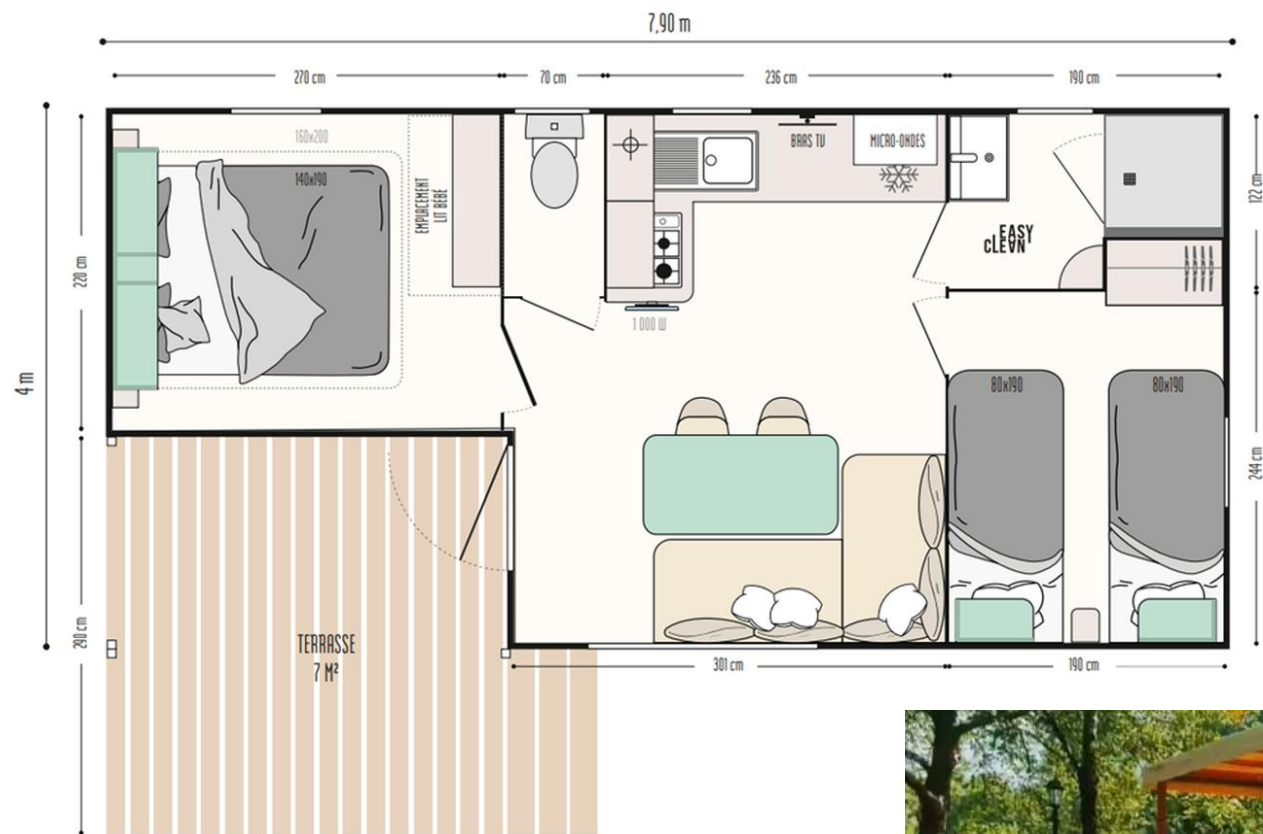 7,90 m
270 cm
70 cm
236 cm
190 cm
160x200
140x190
EMPLACEMENT
LIT BÉBÉ
BRAS TV
MICRO-ONDES
EASY
cLEAN
122 cm
220 cm
4 m
1 000 W
80x190
80x190
244 cm
290 cm
TERRASSE
7 M²
301 cm
190 cm